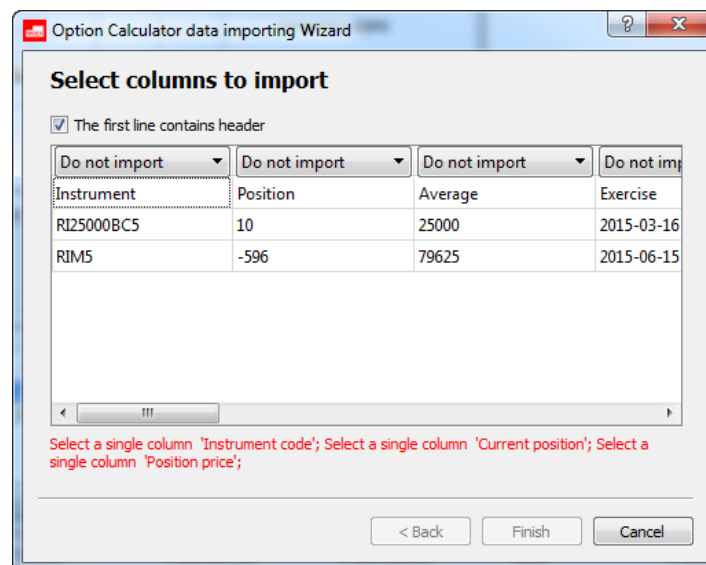 Option Calculator data importing Wizard
Select columns to import
The first line contains header
Do not import Do not import Do not import Do not imp
Instrument Position Average Exercise
RI25000BC5 10 25000 2015-03-16
RIM5 -596 79625 2015-06-15
Select a single column 'Instrument code'; Select a single column 'Current position'; Select a
single column 'Position price';
< Back Finish Cancel